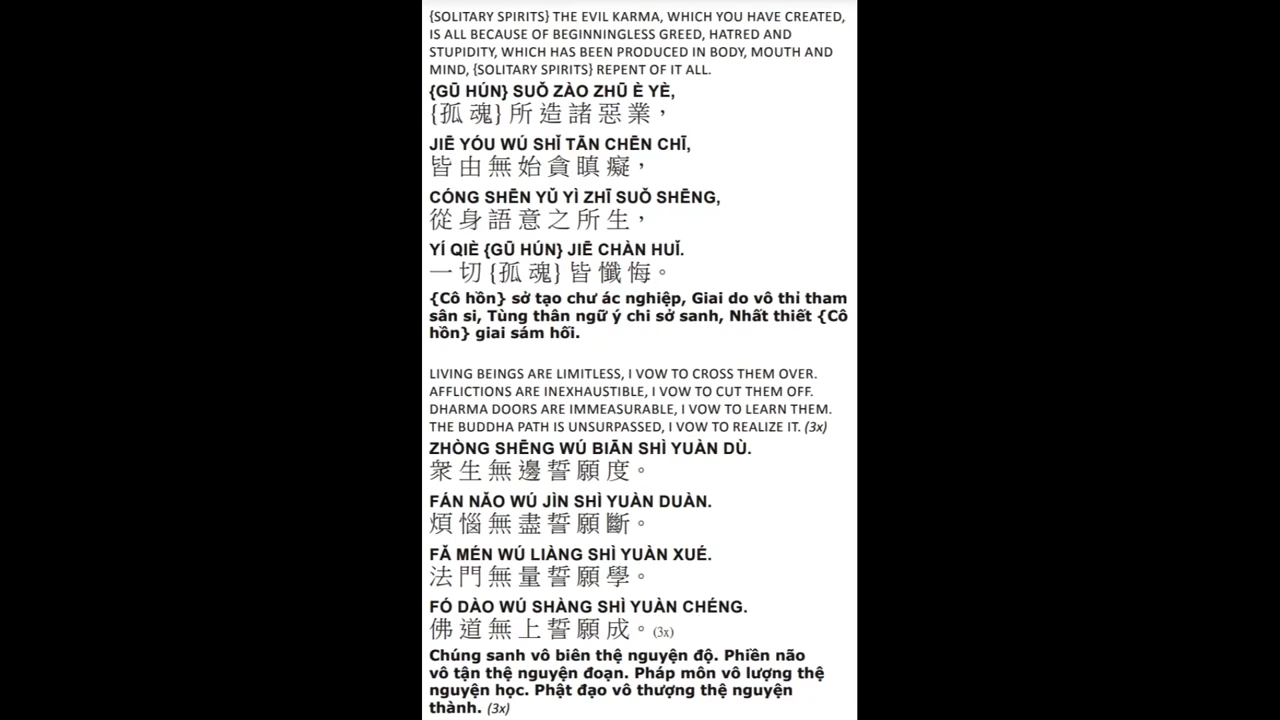 {SOLITARY SPIRITS} THE EVIL KARMA, WHICH YOU HAVE CREATED,
IS ALL BECAUSE OF BEGINNINGLESS GREED, HATRED AND
STUPIDITY, WHICH HAS BEEN PRODUCED IN BODY, MOUTH AND
MIND, {SOLITARY SPIRITS} REPENT OF IT ALL.
{GŪ HÚN} SUǑ ZÀO ZHŪ È YÈ,
{孤魂}所造諸惡業，
JIĒ YÓU WÚ SHǏ TĀN CHĒN CHĪ,
皆由無始貪瞋癡，
CÓNG SHĒN YǓ YÌ ZHĪ SUǑ SHĒNG,
從身語意之所生，
YÍ QIÈ {GŪ HÚN} JIĒ CHÀN HUǏ.
一切{孤魂}皆懺悔。
{Cô hồn} sở tạo chư ác nghiệp, Giai do vô thỉ tham
sân si, Tùng thân ngữ ý chi sở sanh, Nhất thiết {Cô
hồn} giai sám hối.
LIVING BEINGS ARE LIMITLESS, I VOW TO CROSS THEM OVER.
AFFLICTIONS ARE INEXHAUSTIBLE, I VOW TO CUT THEM OFF.
DHARMA DOORS ARE IMMEASURABLE, I VOW TO LEARN THEM.
THE BUDDHA PATH IS UNSURPASSED, I VOW TO REALIZE IT. (3x)
ZHÒNG SHĒNG WÚ BIĀN SHÌ YUÀN DÙ.
衆生無邊誓願度。
FÁN NǍO WÚ JÌN SHÌ YUÀN DUÀN.
煩惱無盡誓願斷。
FǍ MÉN WÚ LIÀNG SHÌ YUÀN XUÉ.
法門無量誓願學。
FÓ DÀO WÚ SHÀNG SHÌ YUÀN CHÉNG.
佛道無上誓願成。(3x)
Chúng sanh vô biên thệ nguyện độ. Phiền não
vô tận thệ nguyện đoạn. Pháp môn vô lượng thệ
nguyện học. Phật đạo vô thượng thệ nguyện
thành. (3x)